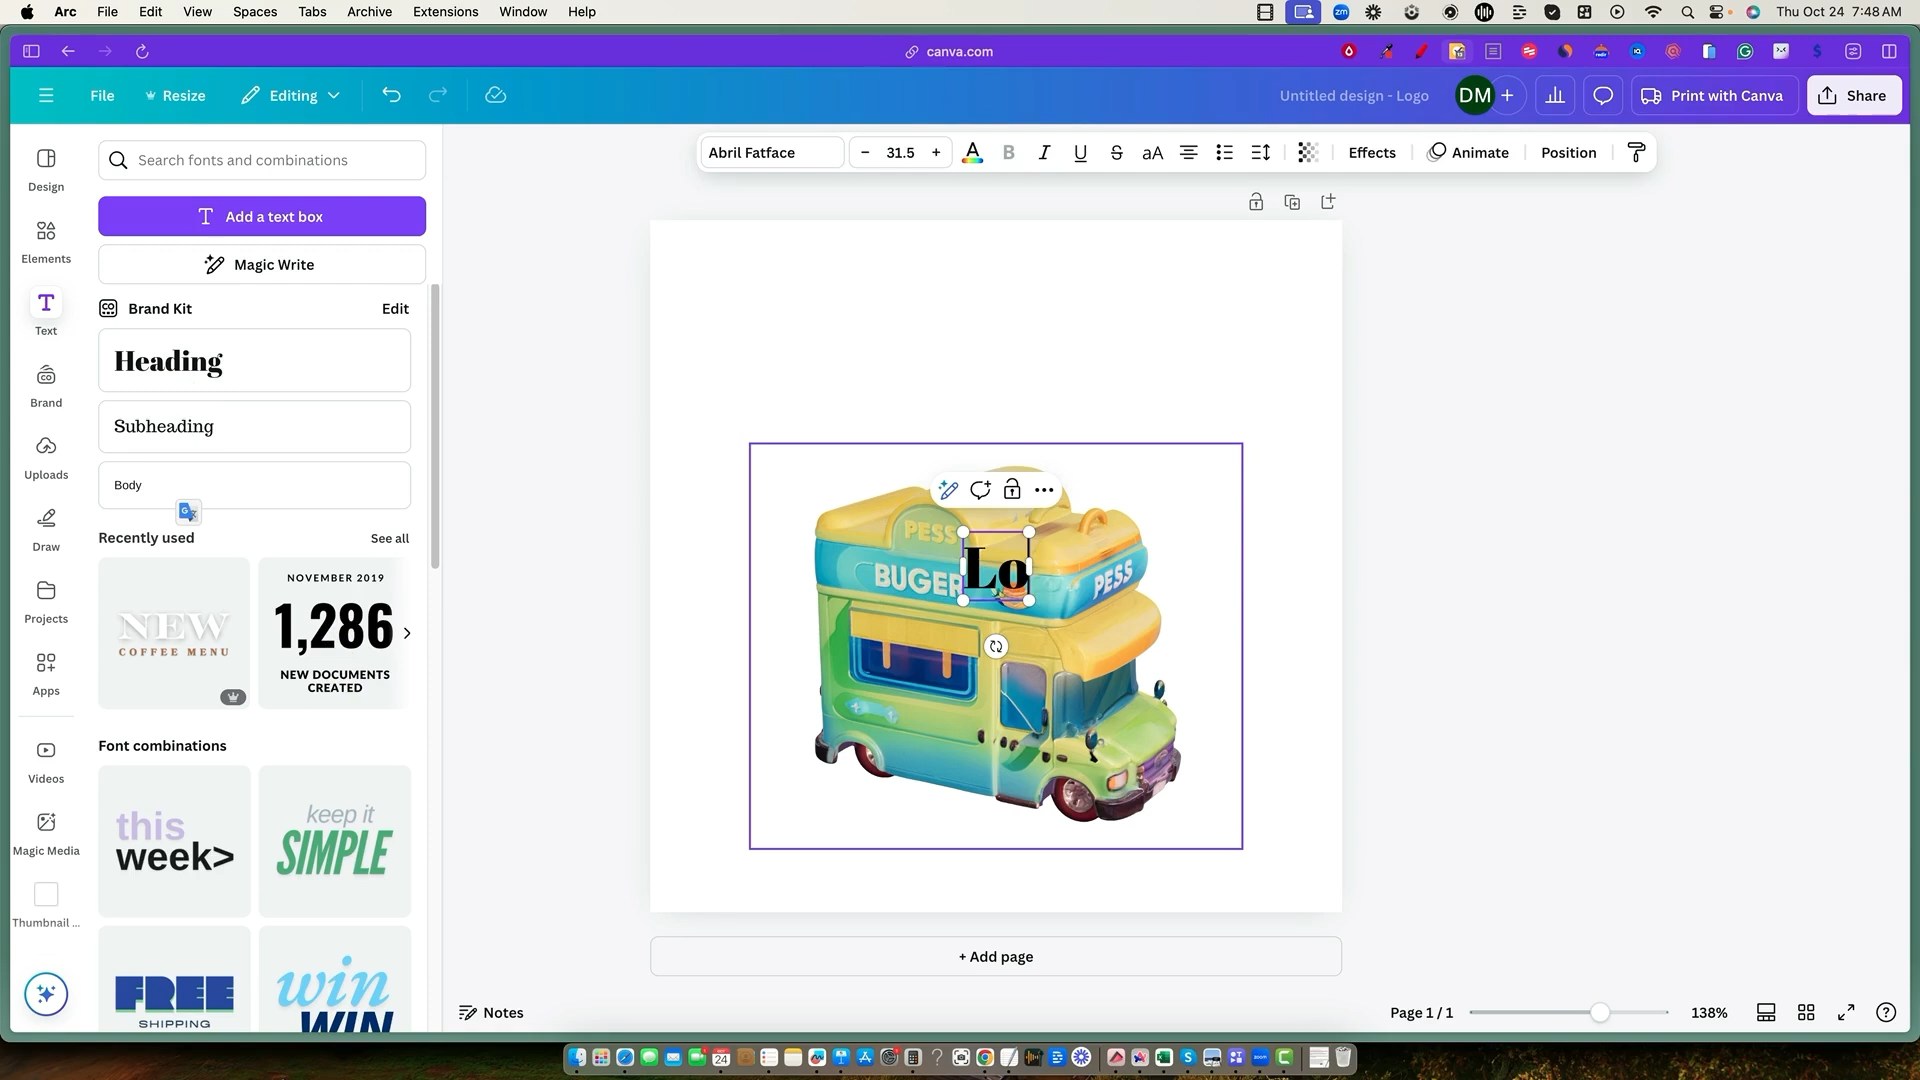 Arc File Edit View Spaces Tabs Archive Extensions Window Help
Thu Oct 24 7:48 AM
canva.com
File Resize Editing
Untitled design - Logo
DM
Print with Canva
Share
Design
Elements
Text
Brand
Uploads
Draw
Projects
Apps
Videos
Magic Media
Thumbnail ...
Search fonts and combinations
Add a text box
Magic Write
Brand Kit Edit
Heading
Subheading
Body
Recently used See all
NEW
COFFEE MENU
NOVEMBER 2019
1,286
NEW DOCUMENTS
CREATED
Font combinations
this
week>
keep it
SIMPLE
FREE
SHIPPING
win
WIN
Abril Fatface
– 31.5 +
A B I U S aA
Effects Animate Position
PESS
BUGER
Lo
PESS
+ Add page
Notes
Page 1 / 1
138%